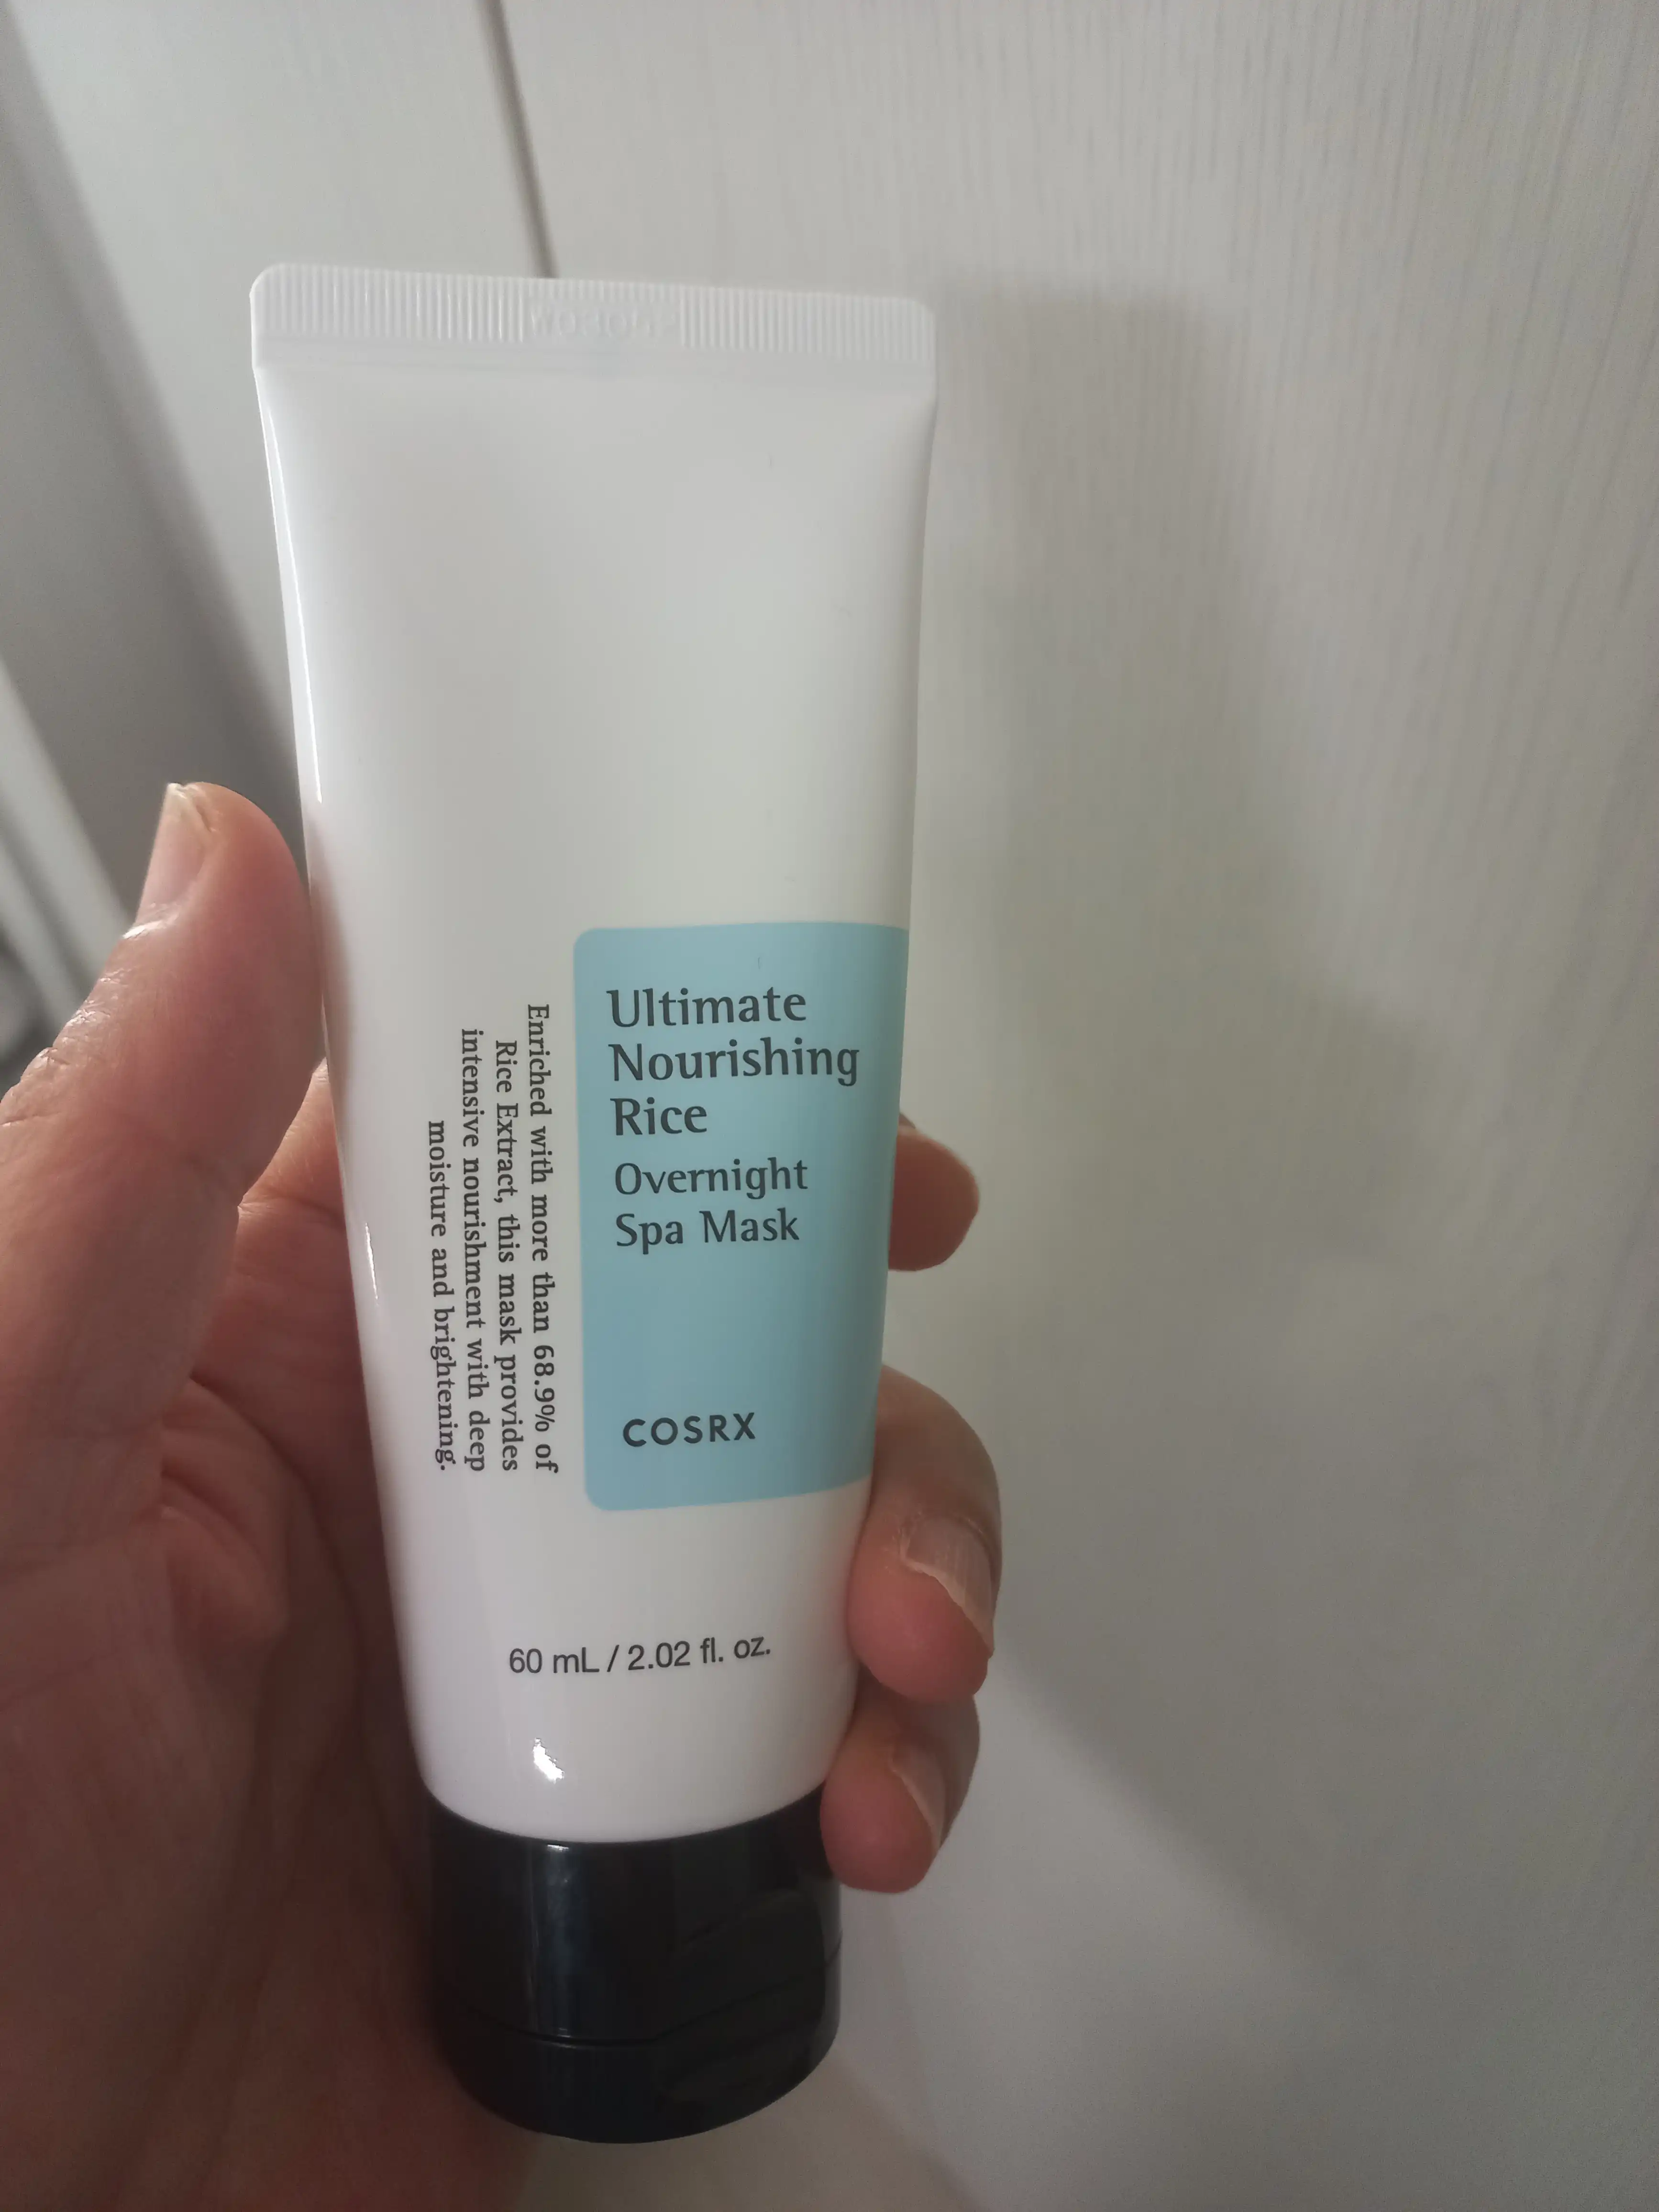 Ultimate
Nourishing
Rice
Overnight
Spa Mask
COSRX
Enriched with more than 68.9% of
Rice Extract, this mask provides
intensive nourishment with deep
moisture and brightening.
60 mL / 2.02 fl. oz.